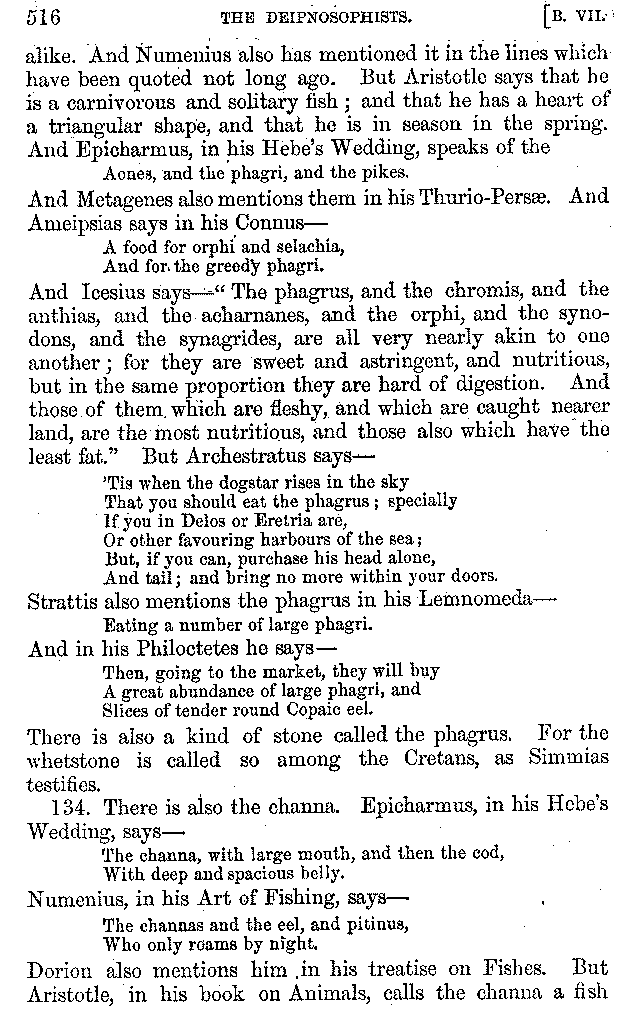 516 THE DEIPNOSOPHISTS. [B. VII.
alike. And Numenius also has mentioned it in the lines which
have been quoted not long ago. But Aristotle says that he
is a carnivorous and solitary fish; and that he has a heart of
a triangular shape, and that he is in season in the spring.
And Epicharmus, in his Hebe's Wedding, speaks of the
Aones, and the phagri, and the pikes.
And Metagenes also mentions them in his Thurio-Persæ. And
Ameipsias says in his Connus—
A food for orphi and selachia,
And for the greedy phagri.
And Icesius says—"The phagrus, and the chromis, and the
anthias, and the acharnanes, and the orphi, and the syno-
dons, and the synagrides, are all very nearly akin to one
another; for they are sweet and astringent, and nutritious,
but in the same proportion they are hard of digestion. And
those of them which are fleshy, and which are caught nearer
land, are the most nutritious, and those also which have the
least fat." But Archestratus says—
'Tis when the dogstar rises in the sky
That you should eat the phagrus; specially
If you in Delos or Eretria are,
Or other favouring harbours of the sea;
But, if you can, purchase his head alone,
And tail; and bring no more within your doors.
Strattis also mentions the phagrus in his Lemnomeda—
Eating a number of large phagri.
And in his Philoctetes he says—
Then, going to the market, they will buy
A great abundance of large phagri, and
Slices of tender round Copaic eel.
There is also a kind of stone called the phagrus. For the
whetstone is called so among the Cretans, as Simmias
testifies.
134. There is also the channa. Epicharmus, in his Hebe's
Wedding, says—
The channa, with large mouth, and then the cod,
With deep and spacious belly.
Numenius, in his Art of Fishing, says—
The channas and the eel, and pitinus,
Who only roams by night.
Dorion also mentions him in his treatise on Fishes. But
Aristotle, in his book on Animals, calls the channa a fish